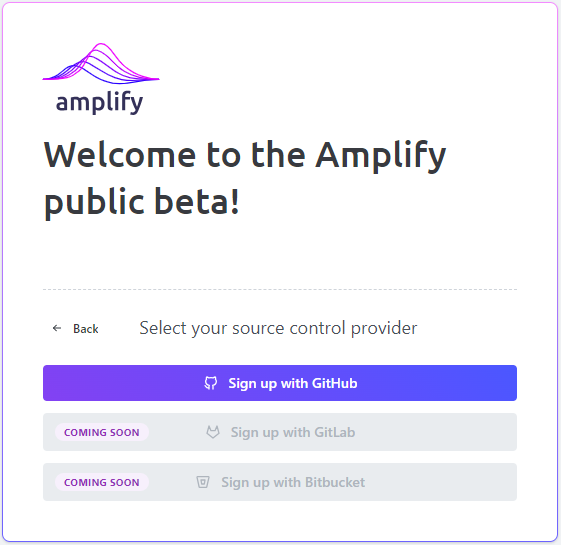 amplify
Welcome to the Amplify
public beta!
Back
Select your source control provider
Sign up with GitHub
COMING SOON
Sign up with GitLab
COMING SOON
Sign up with Bitbucket